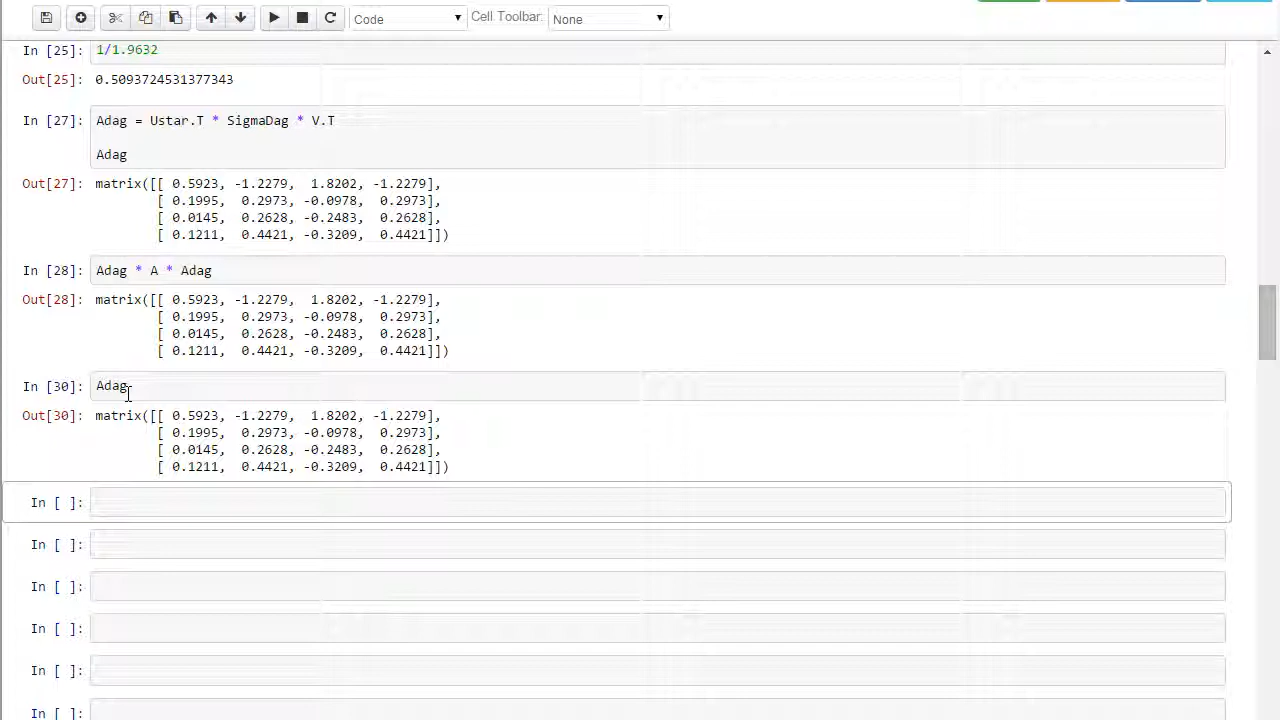 Code
Cell Toolbar:
None
In [25]: 1/1.9632
Out[25]: 0.5093724531377343
In [27]: Adag = Ustar.T * SigmaDag * V.T
Adag
Out[27]: matrix([[ 0.5923, -1.2279,  1.8202, -1.2279],
[ 0.1995,  0.2973, -0.0978,  0.2973],
[ 0.0145,  0.2628, -0.2483,  0.2628],
[ 0.1211,  0.4421, -0.3209,  0.4421]])
In [28]: Adag * A * Adag
Out[28]: matrix([[ 0.5923, -1.2279,  1.8202, -1.2279],
[ 0.1995,  0.2973, -0.0978,  0.2973],
[ 0.0145,  0.2628, -0.2483,  0.2628],
[ 0.1211,  0.4421, -0.3209,  0.4421]])
In [30]: Adag
Out[30]: matrix([[ 0.5923, -1.2279,  1.8202, -1.2279],
[ 0.1995,  0.2973, -0.0978,  0.2973],
[ 0.0145,  0.2628, -0.2483,  0.2628],
[ 0.1211,  0.4421, -0.3209,  0.4421]])
In [ ]:
In [ ]:
In [ ]:
In [ ]:
In [ ]:
In [ ]: